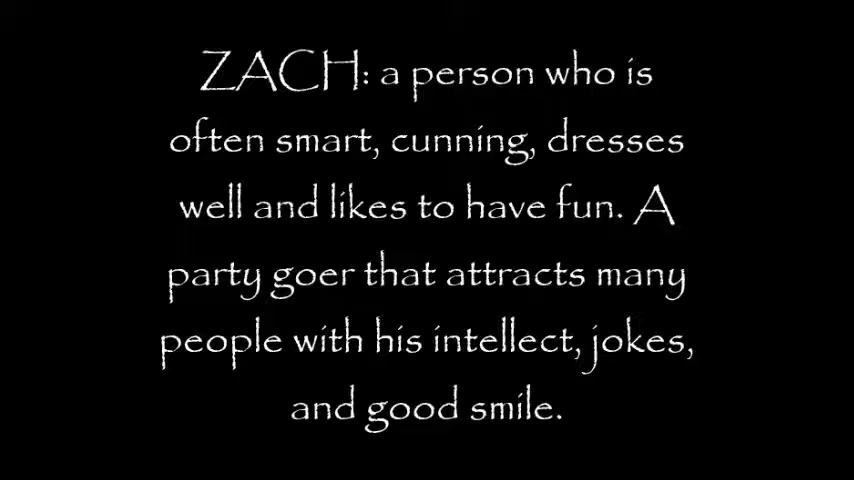 ZACH: a person who is
often smart, cunning, dresses
well and likes to have fun. A
party goer that attracts many
people with his intellect, jokes,
and good smile.